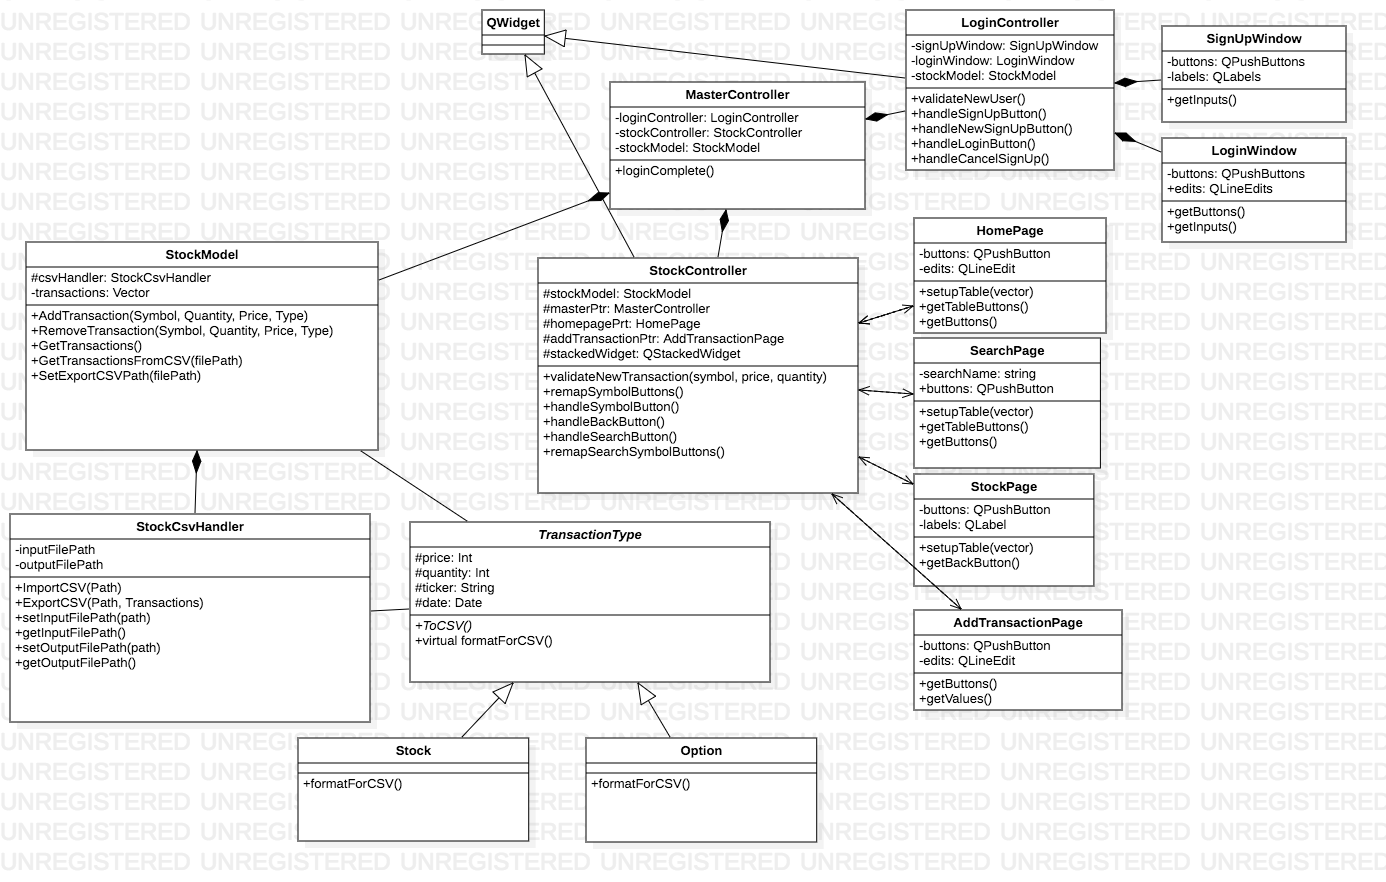 QWidget
LoginController
-signUpWindow: SignUpWindow
-loginWindow: LoginWindow
-stockModel: StockModel
+validateNewUser()
+handleSignUpButton()
+handleNewSignUpButton()
+handleLoginButton()
+handleCancelSignUp()
SignUpWindow
-buttons: QPushButtons
-labels: QLabels
+getInputs()
MasterController
-loginController: LoginController
-stockController: StockController
-stockModel: StockModel
+loginComplete()
LoginWindow
-buttons: QPushButtons
+edits: QLineEdits
+getButtons()
+getInputs()
StockModel
#csvHandler: StockCsvHandler
-transactions: Vector
+AddTransaction(Symbol, Quantity, Price, Type)
+RemoveTransaction(Symbol, Quantity, Price, Type)
+GetTransactions()
+GetTransactionsFromCSV(filePath)
+SetExportCSVPath(filePath)
StockController
#stockModel: StockModel
#masterPtr: MasterController
#homepagePrt: HomePage
#addTransactionPtr: AddTransactionPage
#stackedWidget: QStackedWidget
+validateNewTransaction(symbol, price, quantity)
+remapSymbolButtons()
+handleSymbolButton()
+handleBackButton()
+handleSearchButton()
+remapSearchSymbolButtons()
HomePage
-buttons: QPushButton
-edits: QLineEdit
+setupTable(vector)
+getTableButtons()
+getButtons()
SearchPage
-searchName: string
+buttons: QPushButton
+setupTable(vector)
+getTableButtons()
+getButtons()
StockPage
-buttons: QPushButton
-labels: QLabel
+setupTable(vector)
+getBackButton()
AddTransactionPage
-buttons: QPushButton
-edits: QLineEdit
+getButtons()
+getValues()
StockCsvHandler
-inputFilePath
-outputFilePath
+ImportCSV(Path)
+ExportCSV(Path, Transactions)
+setInputFilePath(path)
+getInputFilePath()
+setOutputFilePath(path)
+getOutputFilePath()
TransactionType
#price: Int
#quantity: Int
#ticker: String
#date: Date
+ToCSV()
+virtual formatForCSV()
Stock
+formatForCSV()
Option
+formatForCSV()
UNREGISTERED